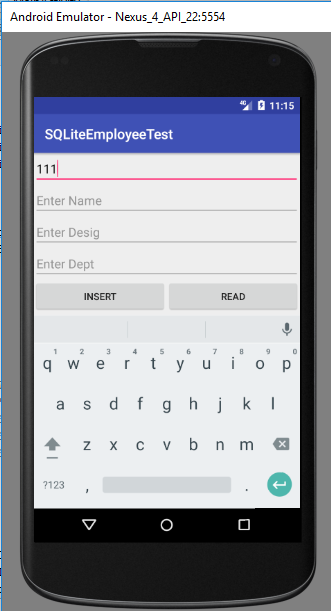 Android Emulator - Nexus_4_API_22:5554
4G 11:15
SQLiteEmployeeTest
111
Enter Name
Enter Desig
Enter Dept
INSERT READ
1 2 3 4 5 6 7 8 9 0
q w e r t y u i o p
a s d f g h j k l
z x c v b n m
?123 , .